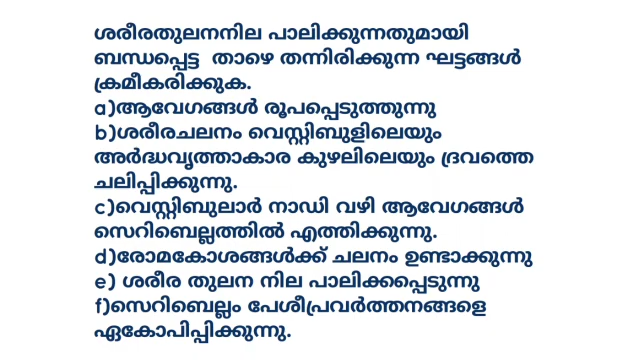 ശരീരതുലനനില പാലിക്കുന്നതുമായി
ബന്ധപ്പെട്ട താഴെ തന്നിരിക്കുന്ന ഘട്ടങ്ങൾ
ക്രമീകരിക്കുക.
a)ആവേഗങ്ങൾ രൂപപ്പെടുത്തുന്നു
b)ശരീരചലനം വെസ്റ്റിബുളിലെയും
അർദ്ധവൃത്താകാര കുഴലിലെയും ദ്രവത്തെ
ചലിപ്പിക്കുന്നു.
c)വെസ്റ്റിബുലാർ നാഡി വഴി ആവേഗങ്ങൾ
സെറിബെല്ലത്തിൽ എത്തിക്കുന്നു.
d)രോമകോശങ്ങൾക്ക് ചലനം ഉണ്ടാക്കുന്നു
e) ശരീര തുലന നില പാലിക്കപ്പെടുന്നു
f)സെറിബെല്ലം പേശീപ്രവർത്തനങ്ങളെ
ഏകോപിപ്പിക്കുന്നു.